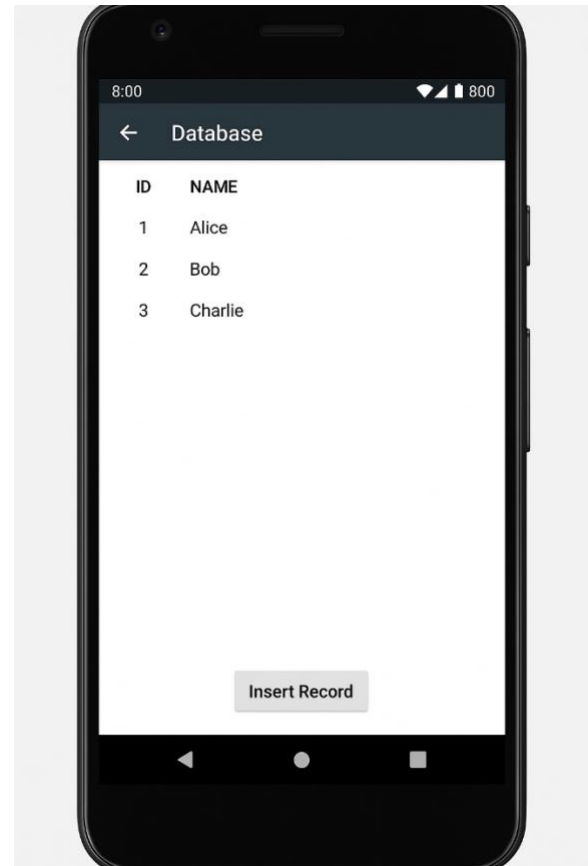 8:00 800
Database
ID NAME
1 Alice
2 Bob
3 Charlie
Insert Record